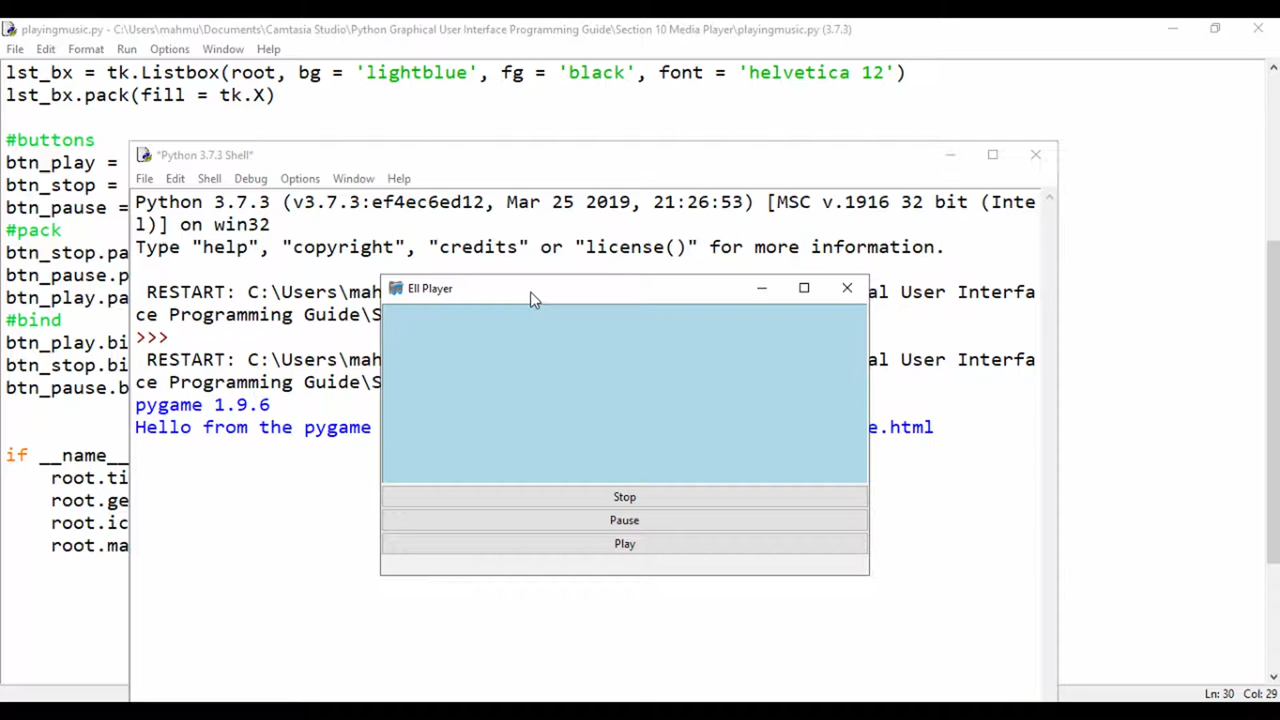 playingmusic.py - C:\Users\mahmu\Documents\Camtasia Studio\Python Graphical User Interface Programming Guide\Section 10 Media Player\playingmusic.py (3.7.3)
File Edit Format Run Options Window Help
lst_bx = tk.Listbox(root, bg = 'lightblue', fg = 'black', font = 'helvetica 12')
lst_bx.pack(fill = tk.X)
#buttons
btn_play =
btn_stop =
btn_pause =
#pack
btn_stop.pa
btn_pause.p
btn_play.pa
#bind
btn_play.bi
btn_stop.bi
btn_pause.b
if __name__
root.ti
root.ge
root.ic
root.ma
*Python 3.7.3 Shell*
File Edit Shell Debug Options Window Help
Python 3.7.3 (v3.7.3:ef4ec6ed12, Mar 25 2019, 21:26:53) [MSC v.1916 32 bit (Inte
l)] on win32
Type "help", "copyright", "credits" or "license()" for more information.
RESTART: C:\Users\mah al User Interfa
ce Programming Guide\S
>>>
RESTART: C:\Users\mah al User Interfa
ce Programming Guide\S
pygame 1.9.6
Hello from the pygame e.html
Ell Player
Stop
Pause
Play
Ln: 30 Col: 29